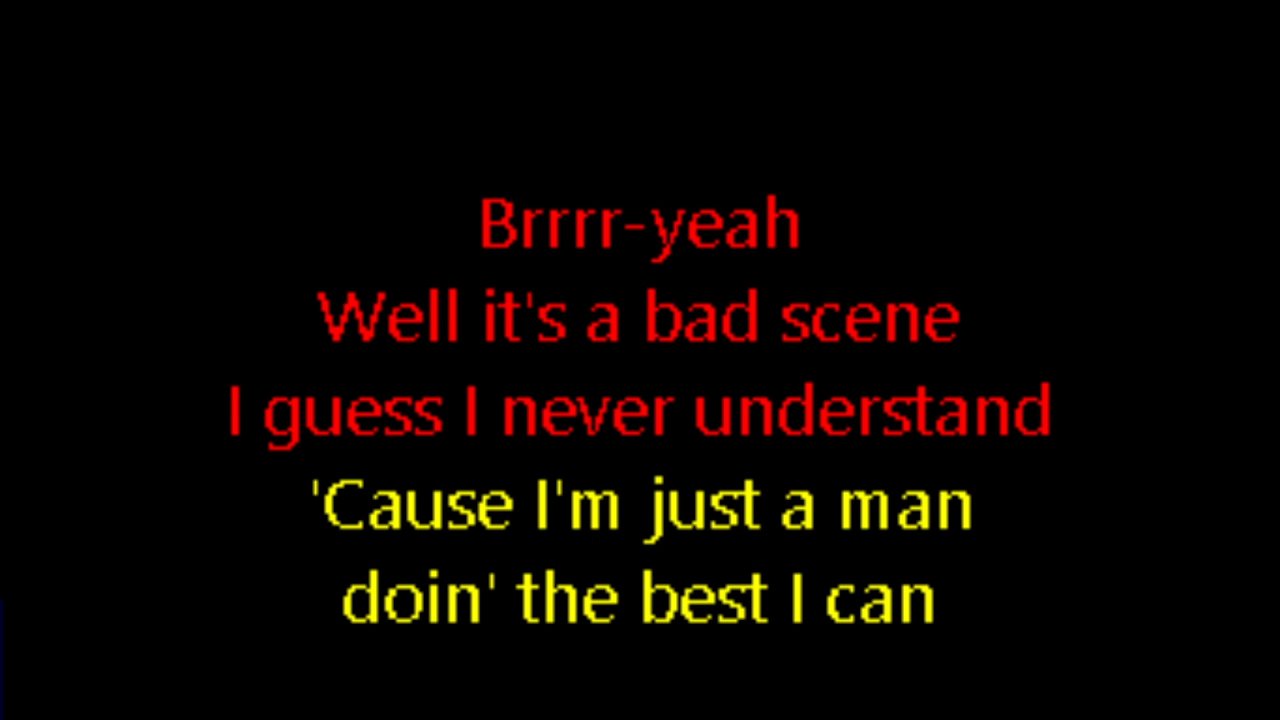 Brrrr-yeah
Well it's a bad scene
I guess I never understand
'Cause I'm just a man
doin' the best I can